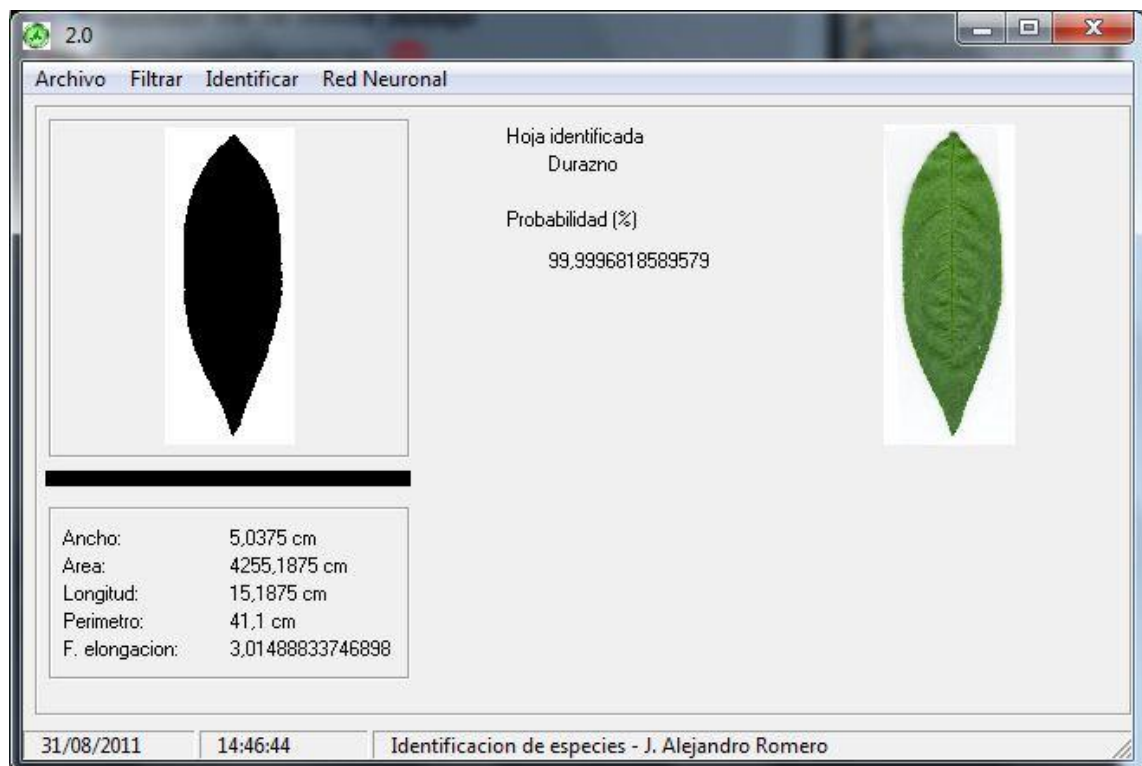 2.0
Archivo Filtrar Identificar Red Neuronal
Hoja identificada
Durazno
Probabilidad (%)
99,9996818589579
Ancho: 5,0375 cm
Area: 4255,1875 cm
Longitud: 15,1875 cm
Perimetro: 41,1 cm
F. elongacion: 3,01488833746898
31/08/2011 14:46:44 Identificacion de especies - J. Alejandro Romero